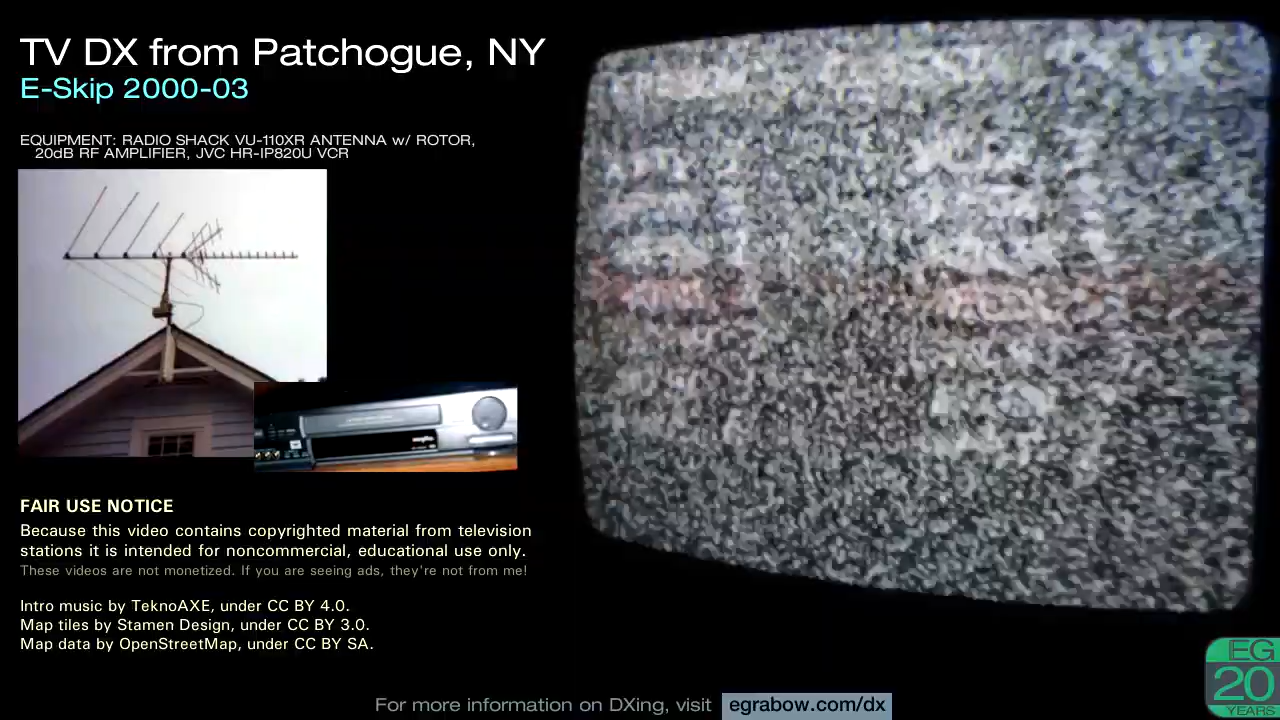 TV DX from Patchogue, NY
E-Skip 2000-03
EQUIPMENT: RADIO SHACK VU-110XR ANTENNA w/ ROTOR,
20dB RF AMPLIFIER, JVC HR-IP820U VCR
FAIR USE NOTICE
Because this video contains copyrighted material from television
stations it is intended for noncommercial, educational use only.
These videos are not monetized. If you are seeing ads, they're not from me!
Intro music by TeknoAXE, under CC BY 4.0.
Map tiles by Stamen Design, under CC BY 3.0.
Map data by OpenStreetMap, under CC BY SA.
For more information on DXing, visit egrabow.com/dx
EG
20
YEARS